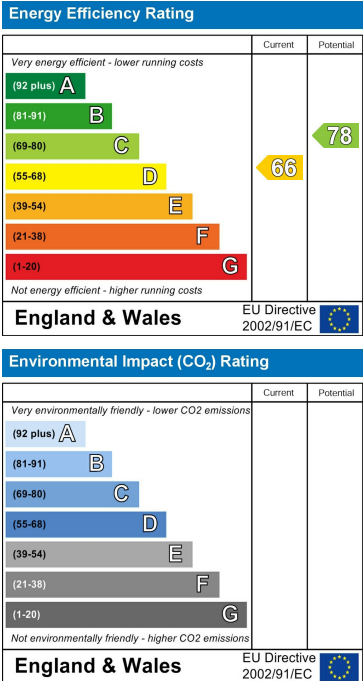 Energy Efficiency Rating
Current Potential
Very energy efficient - lower running costs
(92 plus) A
(81-91) B
(69-80) C
(55-68) D
(39-54) E
(21-38) F
(1-20) G
66
78
Not energy efficient - higher running costs
England & Wales
EU Directive
2002/91/EC
Environmental Impact (CO₂) Rating
Current Potential
Very environmentally friendly - lower CO2 emissions
(92 plus) A
(81-91) B
(69-80) C
(55-68) D
(39-54) E
(21-38) F
(1-20) G
Not environmentally friendly - higher CO2 emissions
England & Wales
EU Directive
2002/91/EC